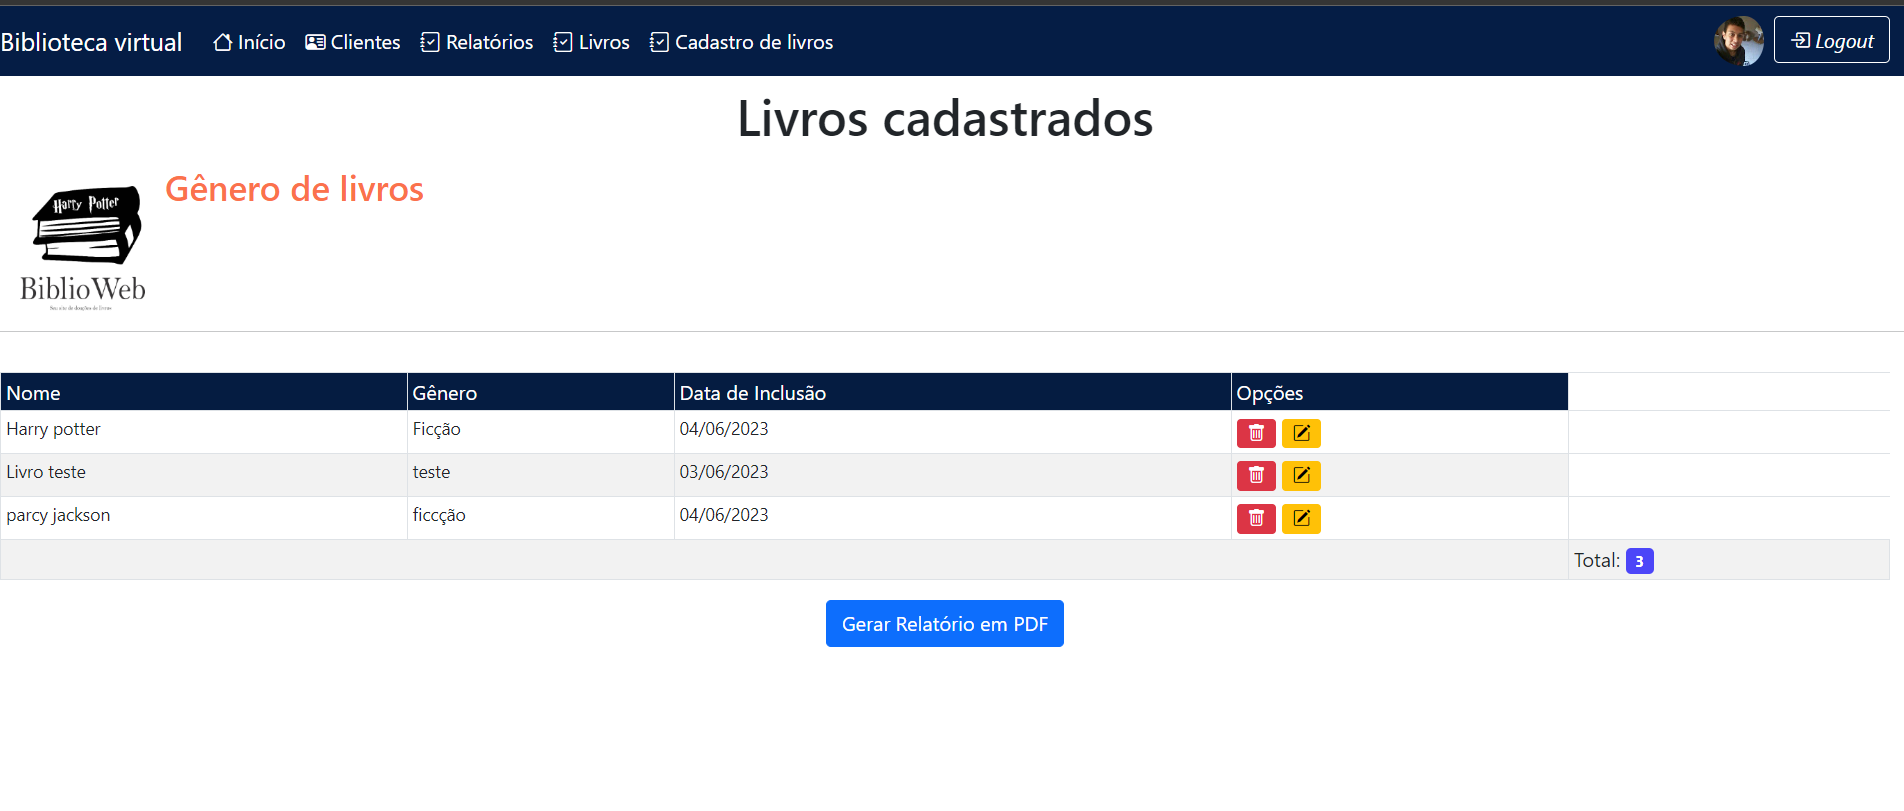 Biblioteca virtual Início Clientes Relatórios Livros Cadastro de livros Logout
Livros cadastrados
Gênero de livros
Harry Potter
BiblioWeb
Nome Gênero Data de Inclusão Opções
Harry potter Ficção 04/06/2023
Livro teste teste 03/06/2023
parcy jackson ficcção 04/06/2023
Total: 3
Gerar Relatório em PDF